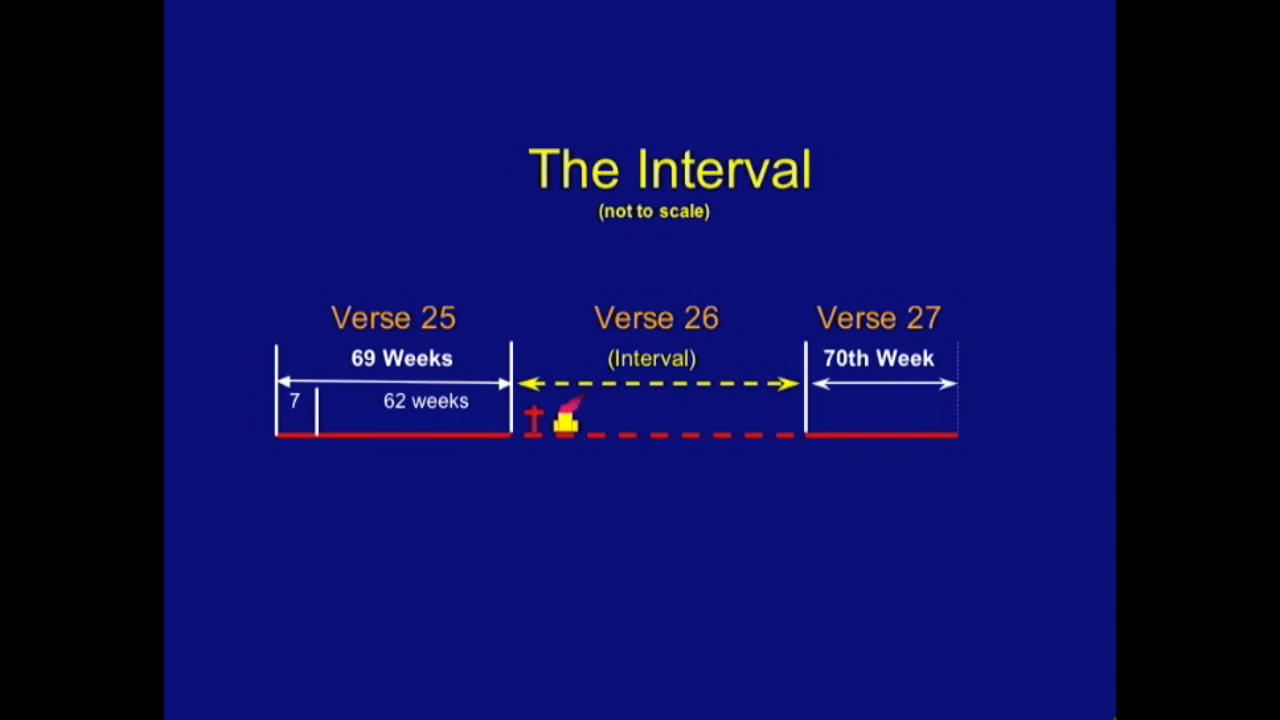 The Interval
(not to scale)
Verse 25 Verse 26 Verse 27
69 Weeks (Interval) 70th Week
7 62 weeks